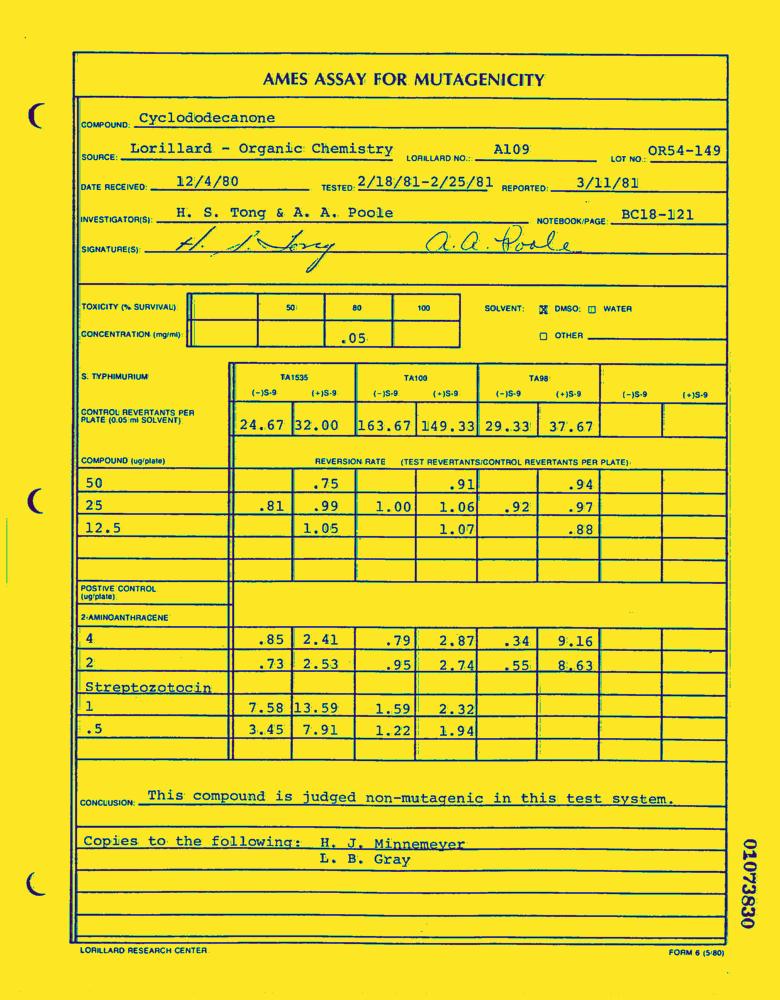 AMES ASSAY FOR MUTAGENICITY
COMPOUND: Cyclododecanone
SOURCE: Lorillard - Organic Chemistry LORILLARD NO.: A109 LOT NO.: OR54-149
DATE RECEIVED: 12/4/80 TESTED: 2/18/81-2/25/81 REPORTED: 3/11/81
INVESTIGATOR(S): H. S. Tong & A. A. Poole NOTEBOOK/PAGE: BC18-121
SIGNATURE(S): H. S. Tong A.A. Poole
TOXICITY (% SURVIVAL) 50 80 100 SOLVENT: X DMSO: WATER
CONCENTRATION (mg/ml) .05 OTHER
S. TYPHIMURIUM TA1535 TA100 TA98
(-)S-9 (+)S-9 (-)S-9 (+)S-9 (-)S-9 (+)S-9 (-)S-9 (+)S-9
CONTROL REVERTANTS PER
PLATE (0.05 ml SOLVENT) 24.67 32.00 163.67 149.33 29.33 37.67
COMPOUND (ug/plate) REVERSION RATE (TEST REVERTANTS/CONTROL REVERTANTS PER PLATE)
50 .75 .91 .94
25 .81 .99 1.00 1.06 .92 .97
12.5 1.05 1.07 .88
POSTIVE CONTROL
(ug/plate)
2-AMINOANTHRACENE
4 .85 2.41 .79 2.87 .34 9.16
2 .73 2.53 .95 2.74 .55 8.63
Streptozotocin
1 7.58 13.59 1.59 2.32
.5 3.45 7.91 1.22 1.94
CONCLUSION: This compound is judged non-mutagenic in this test system.
Copies to the following: H. J. Minnemeyer
L. B. Gray
01073830
LORILLARD RESEARCH CENTER FORM 6 (5/80)